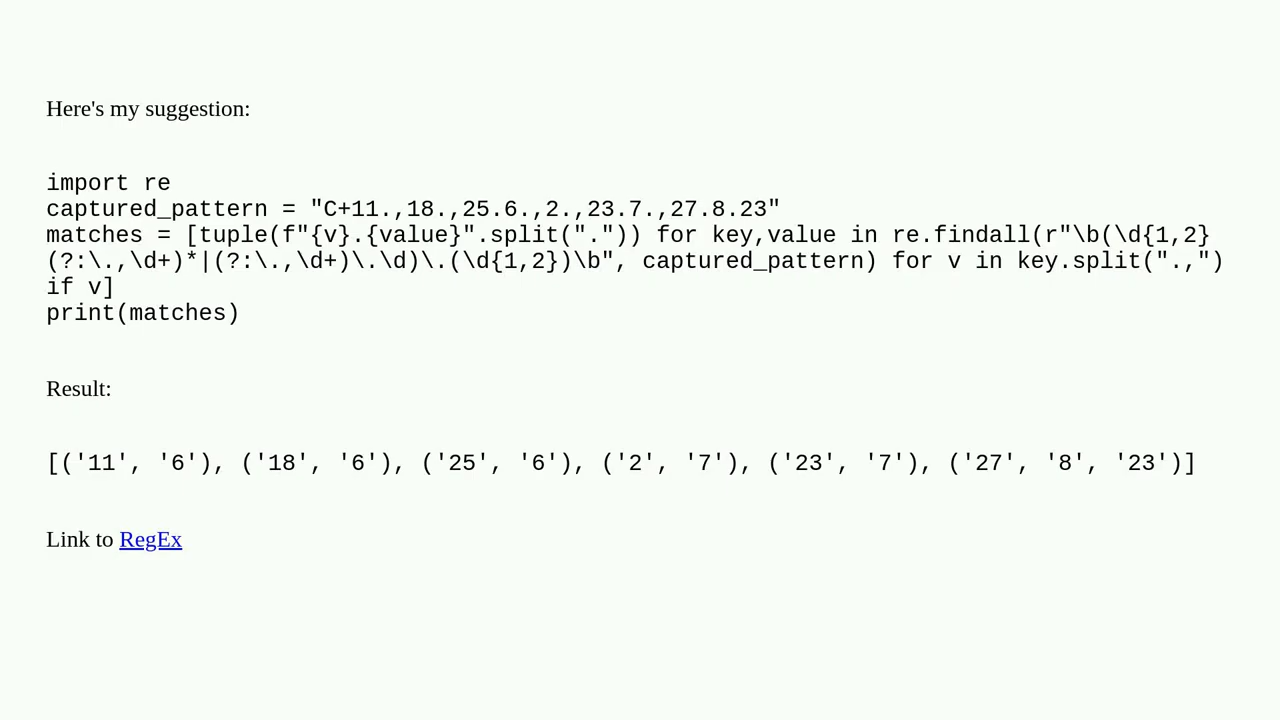 Here's my suggestion:
import re
captured_pattern = "C+11.,18.,25.6.,2.,23.7.,27.8.23"
matches = [tuple(f"{v}.{value}".split(".")) for key,value in re.findall(r"\b(\d{1,2}
(?:\.,\d+)*|(?:\.,\d+)\.\d)\.(\d{1,2})\b", captured_pattern) for v in key.split(".,")
if v]
print(matches)
Result:
[('11', '6'), ('18', '6'), ('25', '6'), ('2', '7'), ('23', '7'), ('27', '8', '23')]
Link to RegEx